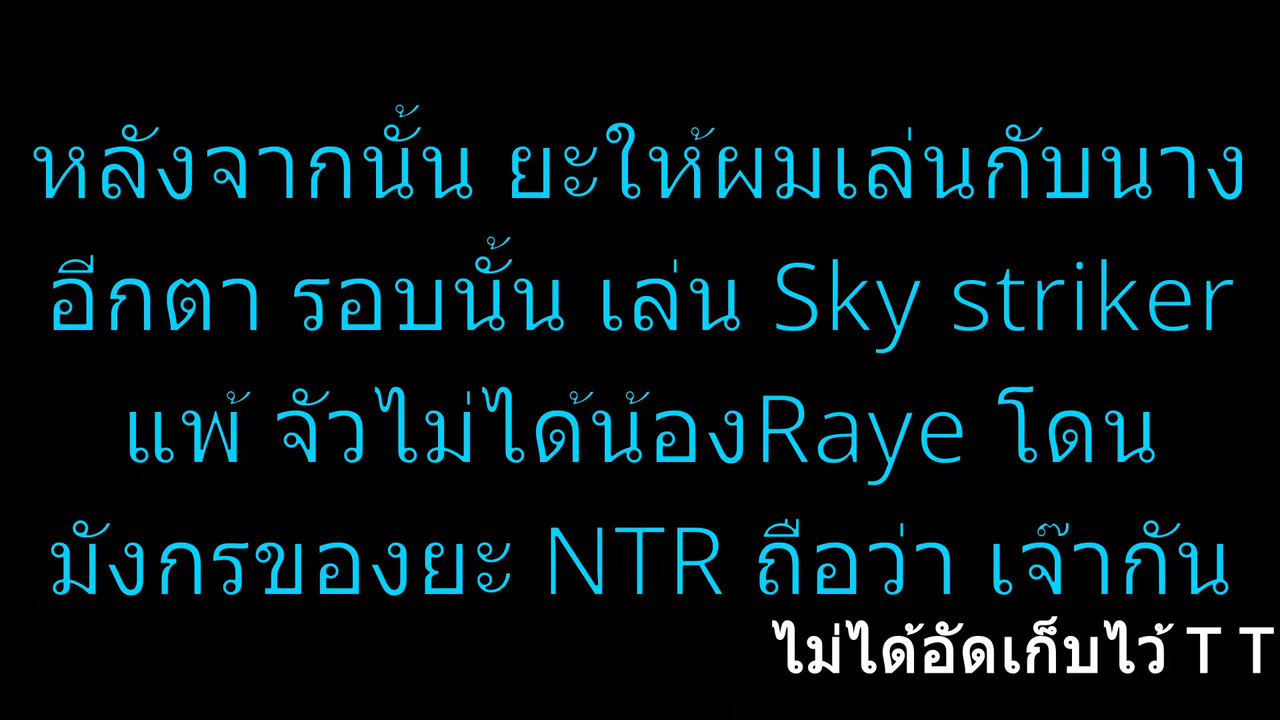 หลังจากนั้น ยะให้ผมเล่นกับนาง
อีกตา รอบนั้น เล่น Sky striker
แพ้ จัวไม่ได้น้องRaye โดน
มังกรของยะ NTR ถือว่า เจ๊ากัน
ไม่ได้อัดเก็บไว้ T T